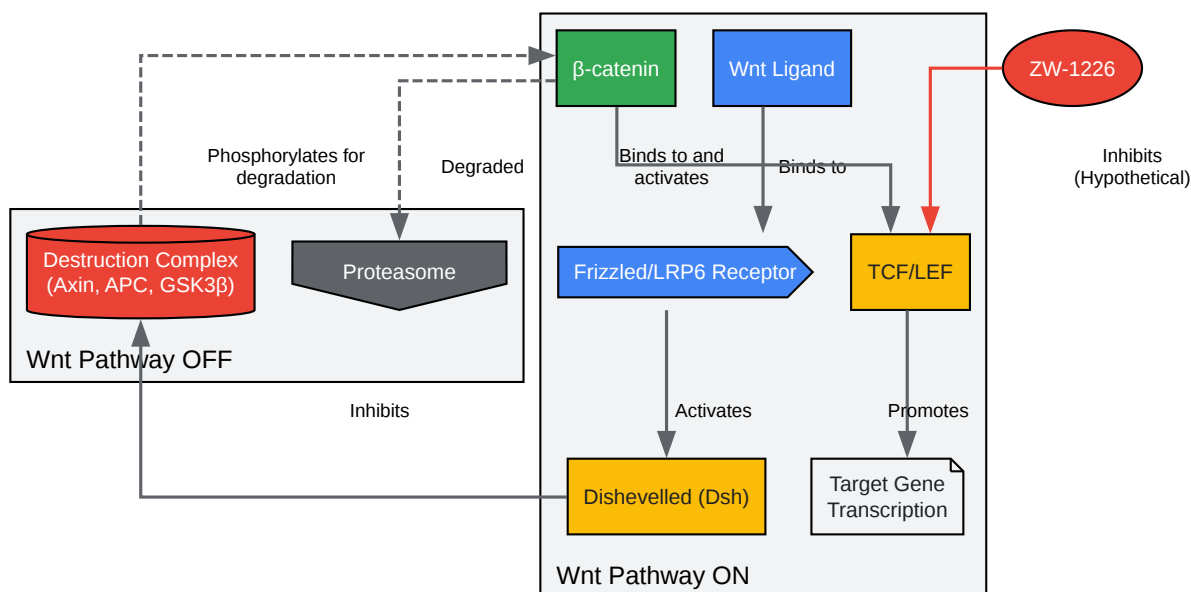 β-catenin
Wnt Ligand
ZW-1226
Phosphorylates for
degradation
Degraded
Binds to and
activates
Binds to
Inhibits
(Hypothetical)
Destruction Complex
(Axin, APC, GSK3β)
Proteasome
Frizzled/LRP6 Receptor
TCF/LEF
Wnt Pathway OFF
Inhibits
Activates
Promotes
Dishevelled (Dsh)
Target Gene
Transcription
Wnt Pathway ON